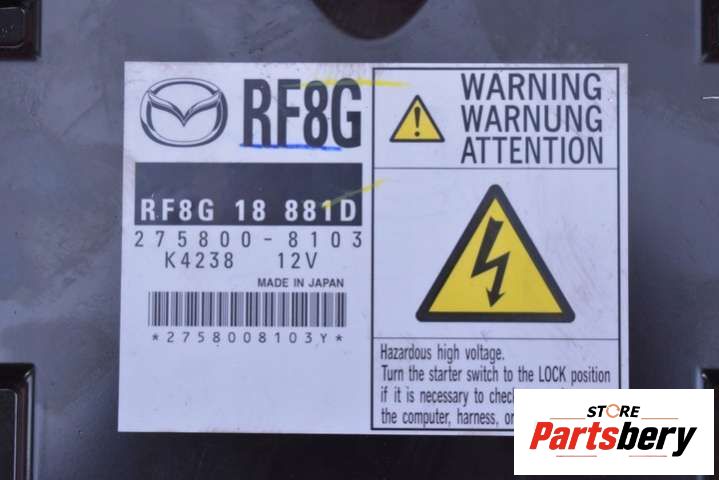 RF8G
RF8G 18 881D
275800-8103
K4238 12V
MADE IN JAPAN
*2758008103Y*
WARNING
WARNUNG
ATTENTION
Hazardous high voltage.
Turn the starter switch to the LOCK position
if it is necessary to check
the computer, harness, or
STORE
Partsbery